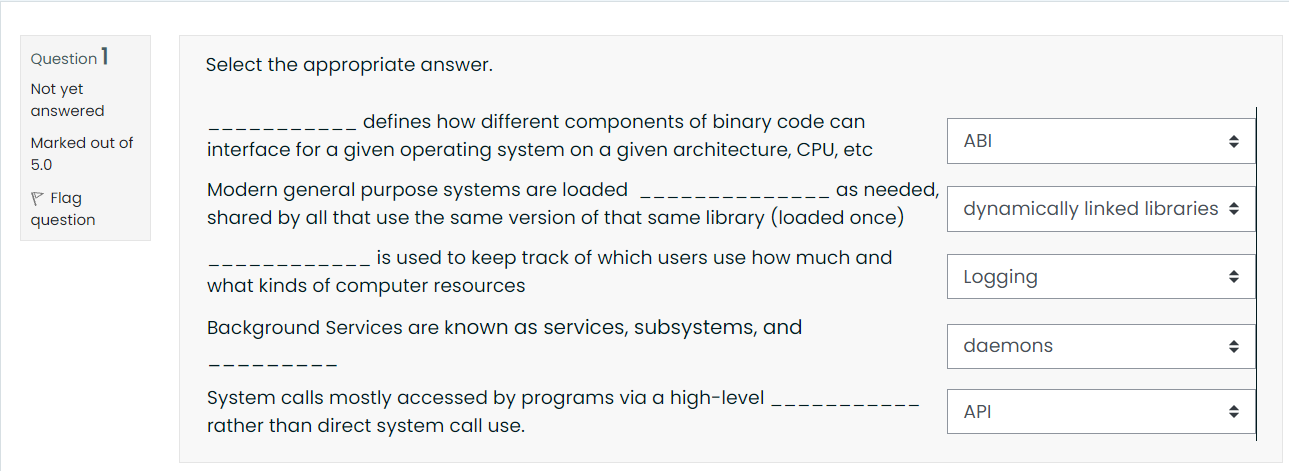 Question 1
Not yet
answered
Marked out of
5.0
Flag
question
Select the appropriate answer.
___________ defines how different components of binary code can
interface for a given operating system on a given architecture, CPU, etc
ABI
Modern general purpose systems are loaded ______________ as needed,
shared by all that use the same version of that same library (loaded once)
dynamically linked libraries
____________ is used to keep track of which users use how much and
what kinds of computer resources
Logging
Background Services are known as services, subsystems, and
_________
daemons
System calls mostly accessed by programs via a high-level ___________
rather than direct system call use.
API